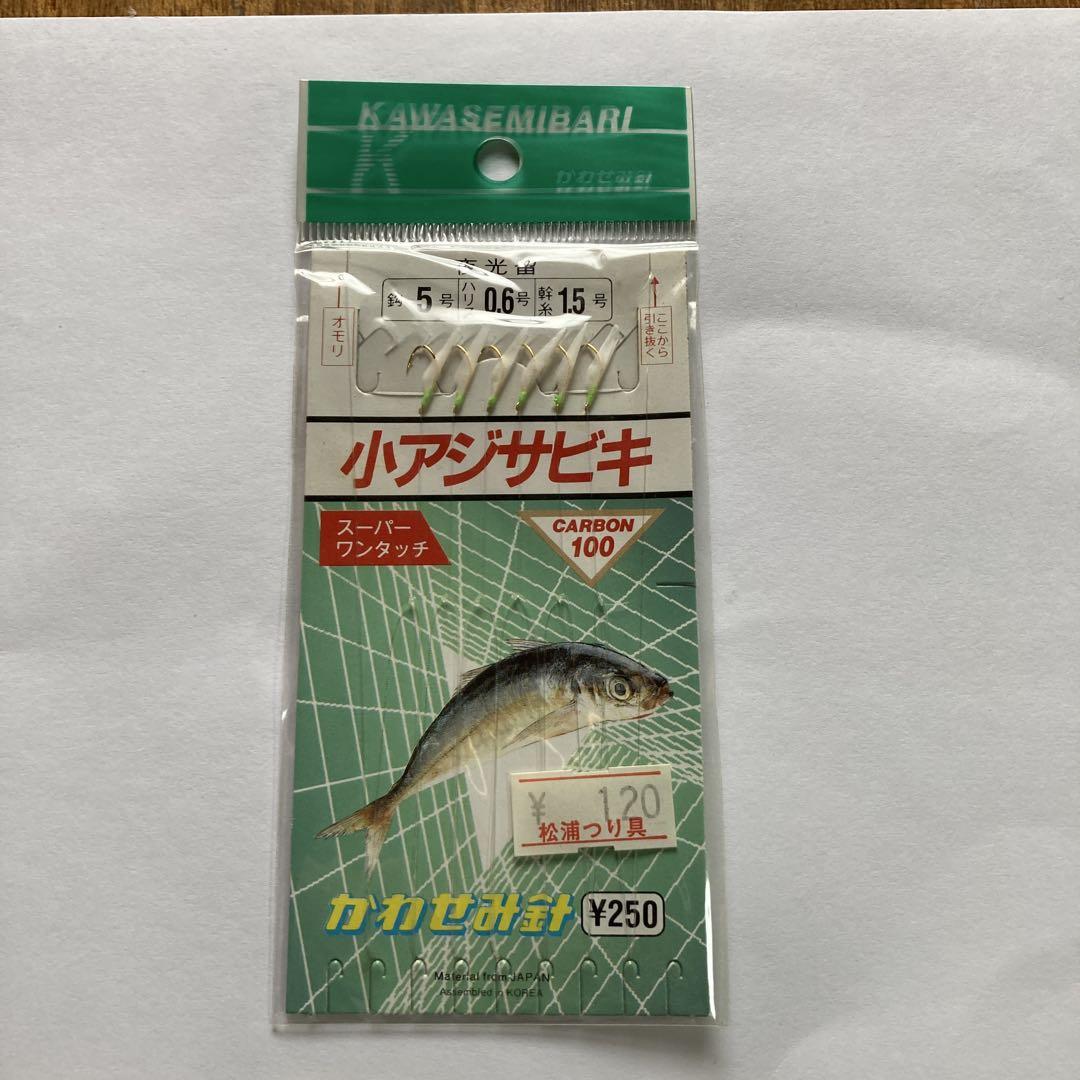 KAWASEMIBARI
K
かわせみ針
夜光留
鈎 5号 ハリス 0.6号 幹糸 1.5号
オモリ
ここから引き抜く
小アジサビキ
スーパー
ワンタッチ
CARBON
100
¥ 120
松浦つり具
かわせみ針 ¥250
Material from JAPAN
Assembled in KOREA